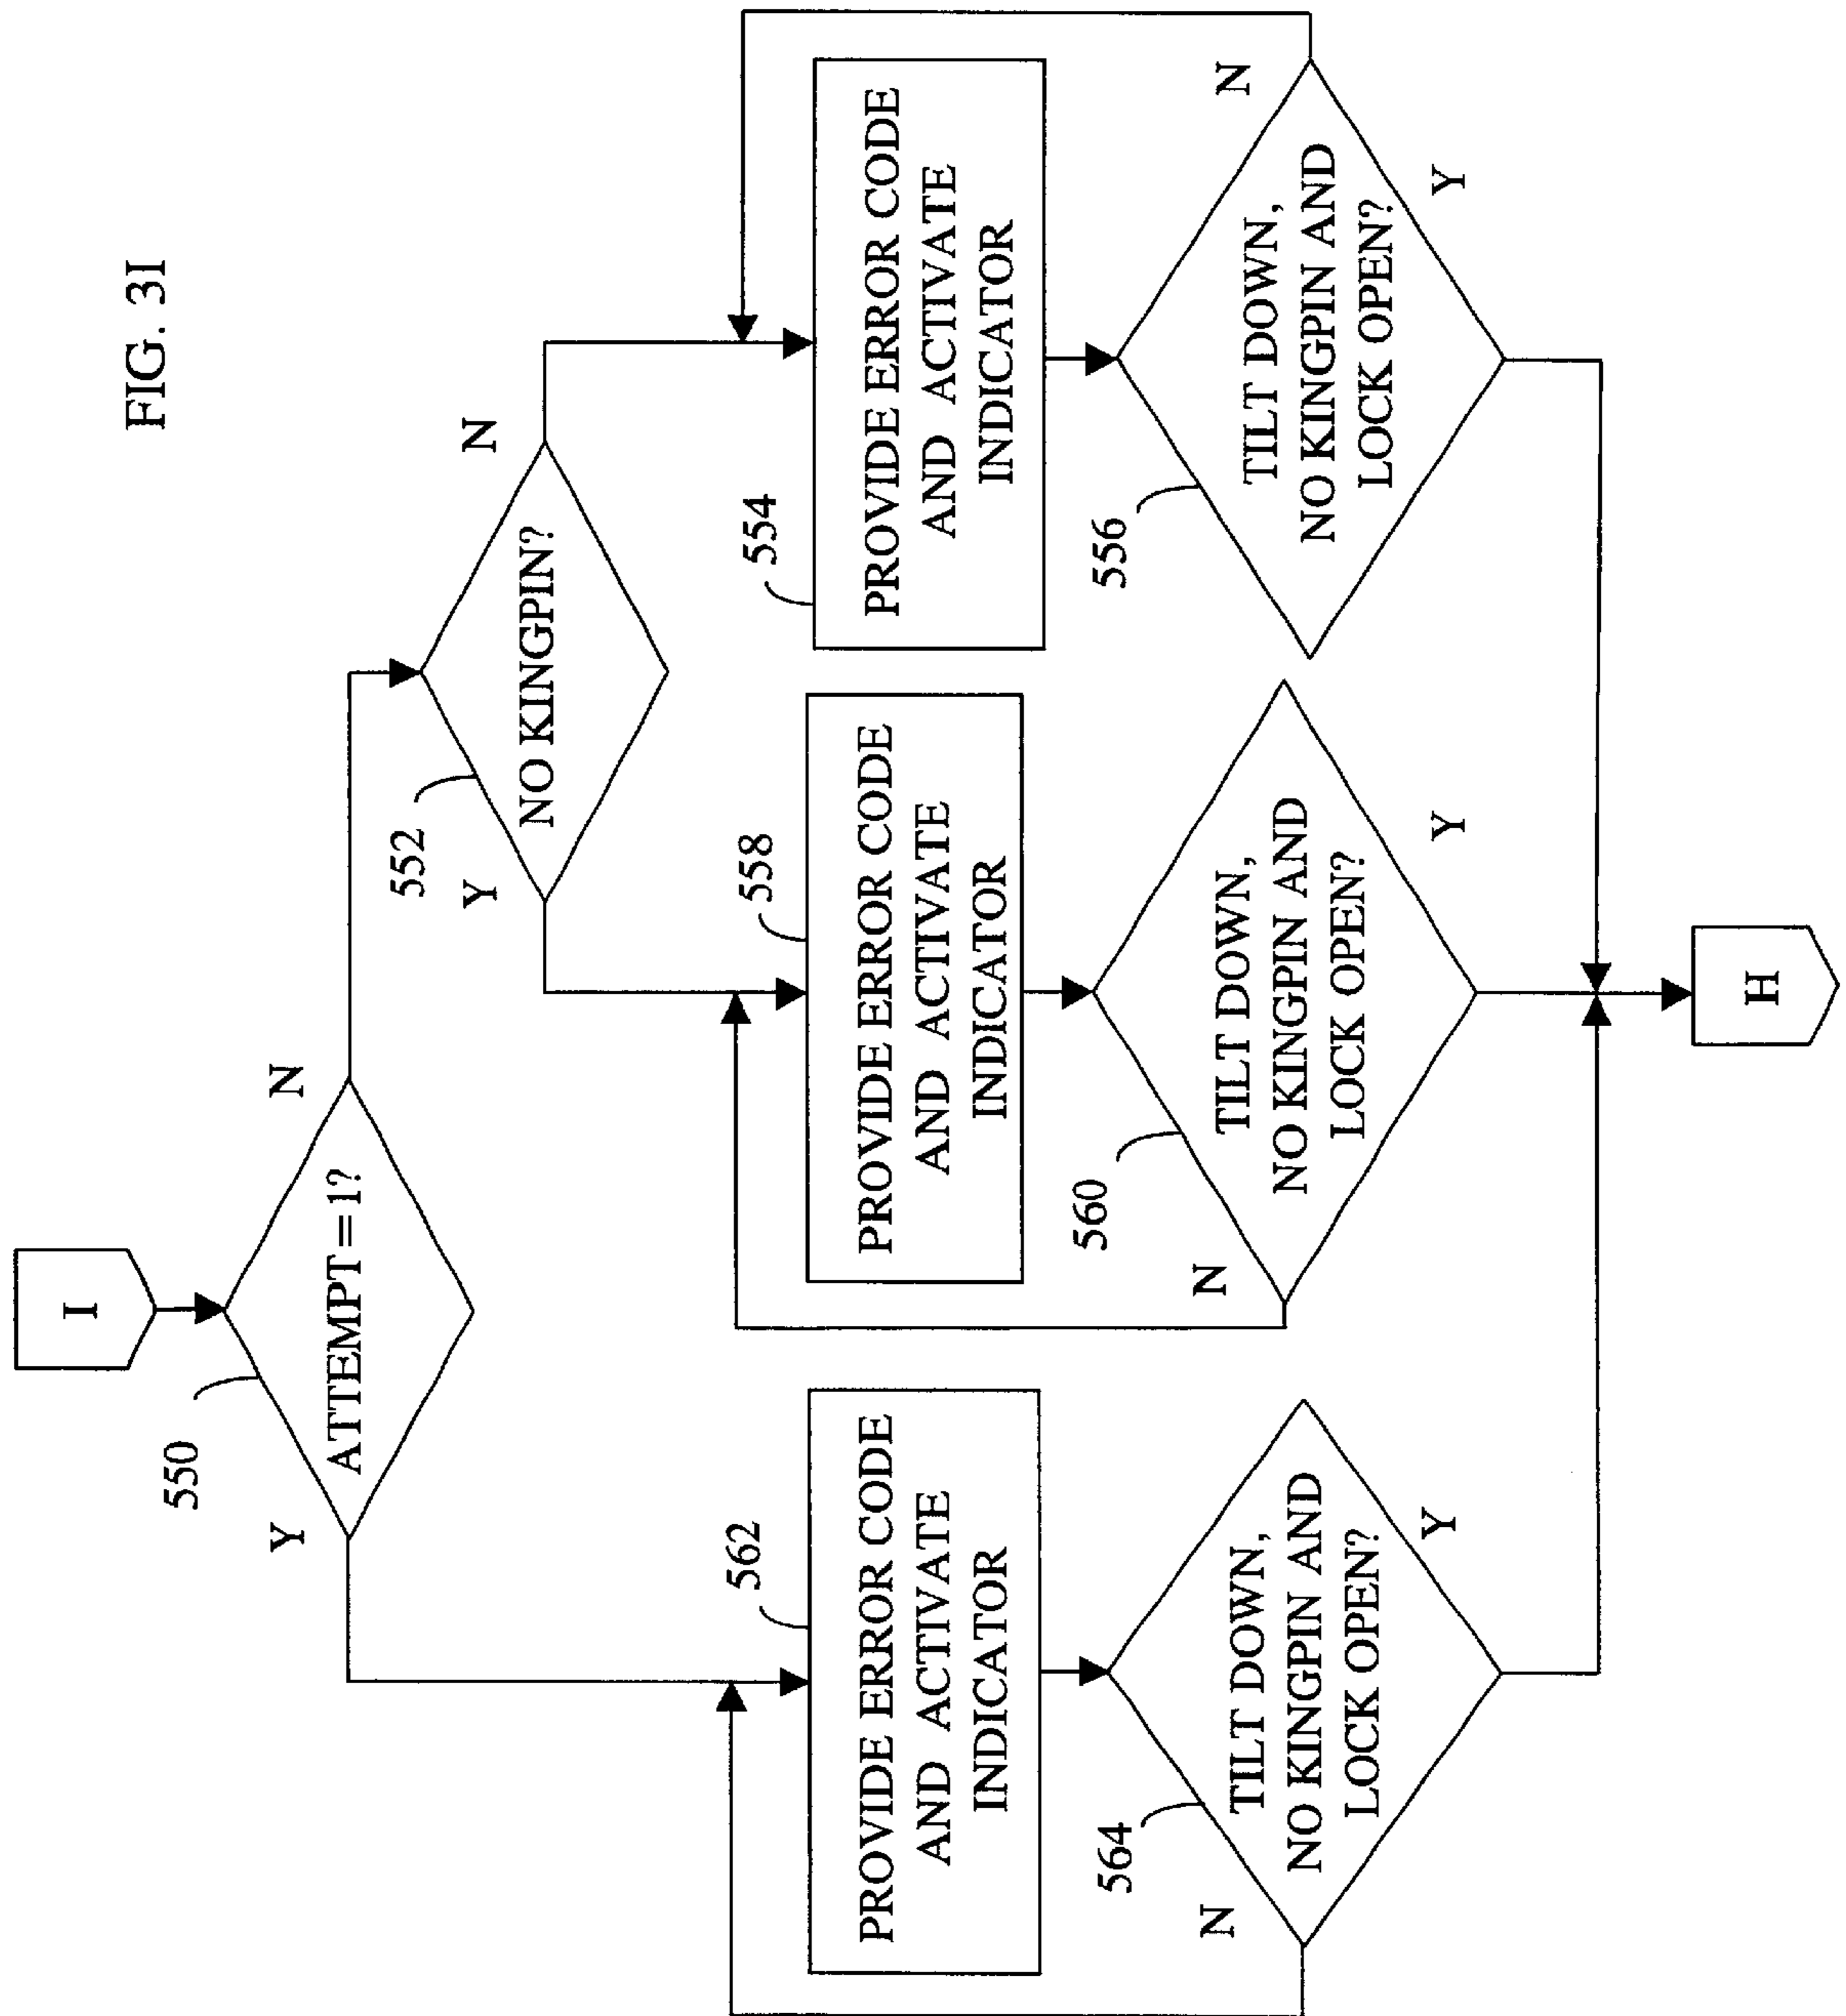 FIG. 3I
I
550
ATTEMPT=1?
Y
N
552
NO KINGPIN?
Y
N
562
PROVIDE ERROR CODE
AND ACTIVATE
INDICATOR
558
PROVIDE ERROR CODE
AND ACTIVATE
INDICATOR
554
PROVIDE ERROR CODE
AND ACTIVATE
INDICATOR
564
TILT DOWN,
NO KINGPIN AND
LOCK OPEN?
N
Y
560
TILT DOWN,
NO KINGPIN AND
LOCK OPEN?
N
Y
556
TILT DOWN,
NO KINGPIN AND
LOCK OPEN?
N
Y
H